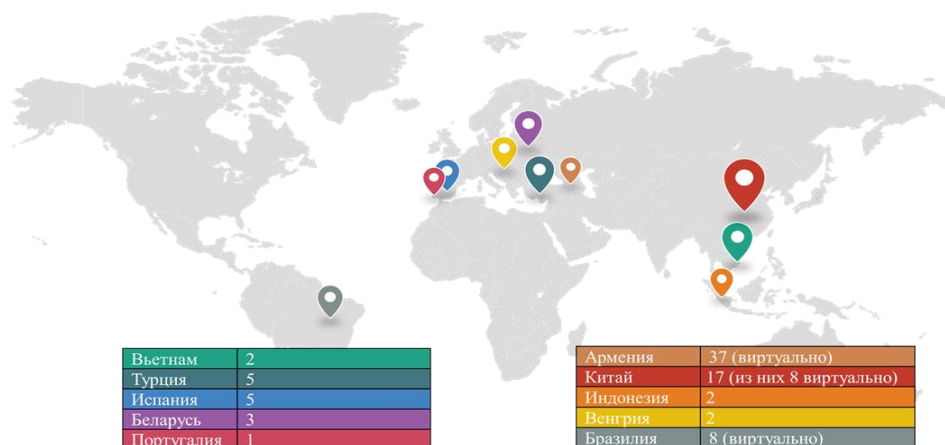 Вьетнам 2
Турция 5
Испания 5
Беларусь 3
Португалия 1
Армения 37 (виртуально)
Китай 17 (из них 8 виртуально)
Индонезия 2
Венгрия 2
Бразилия 8 (виртуально)